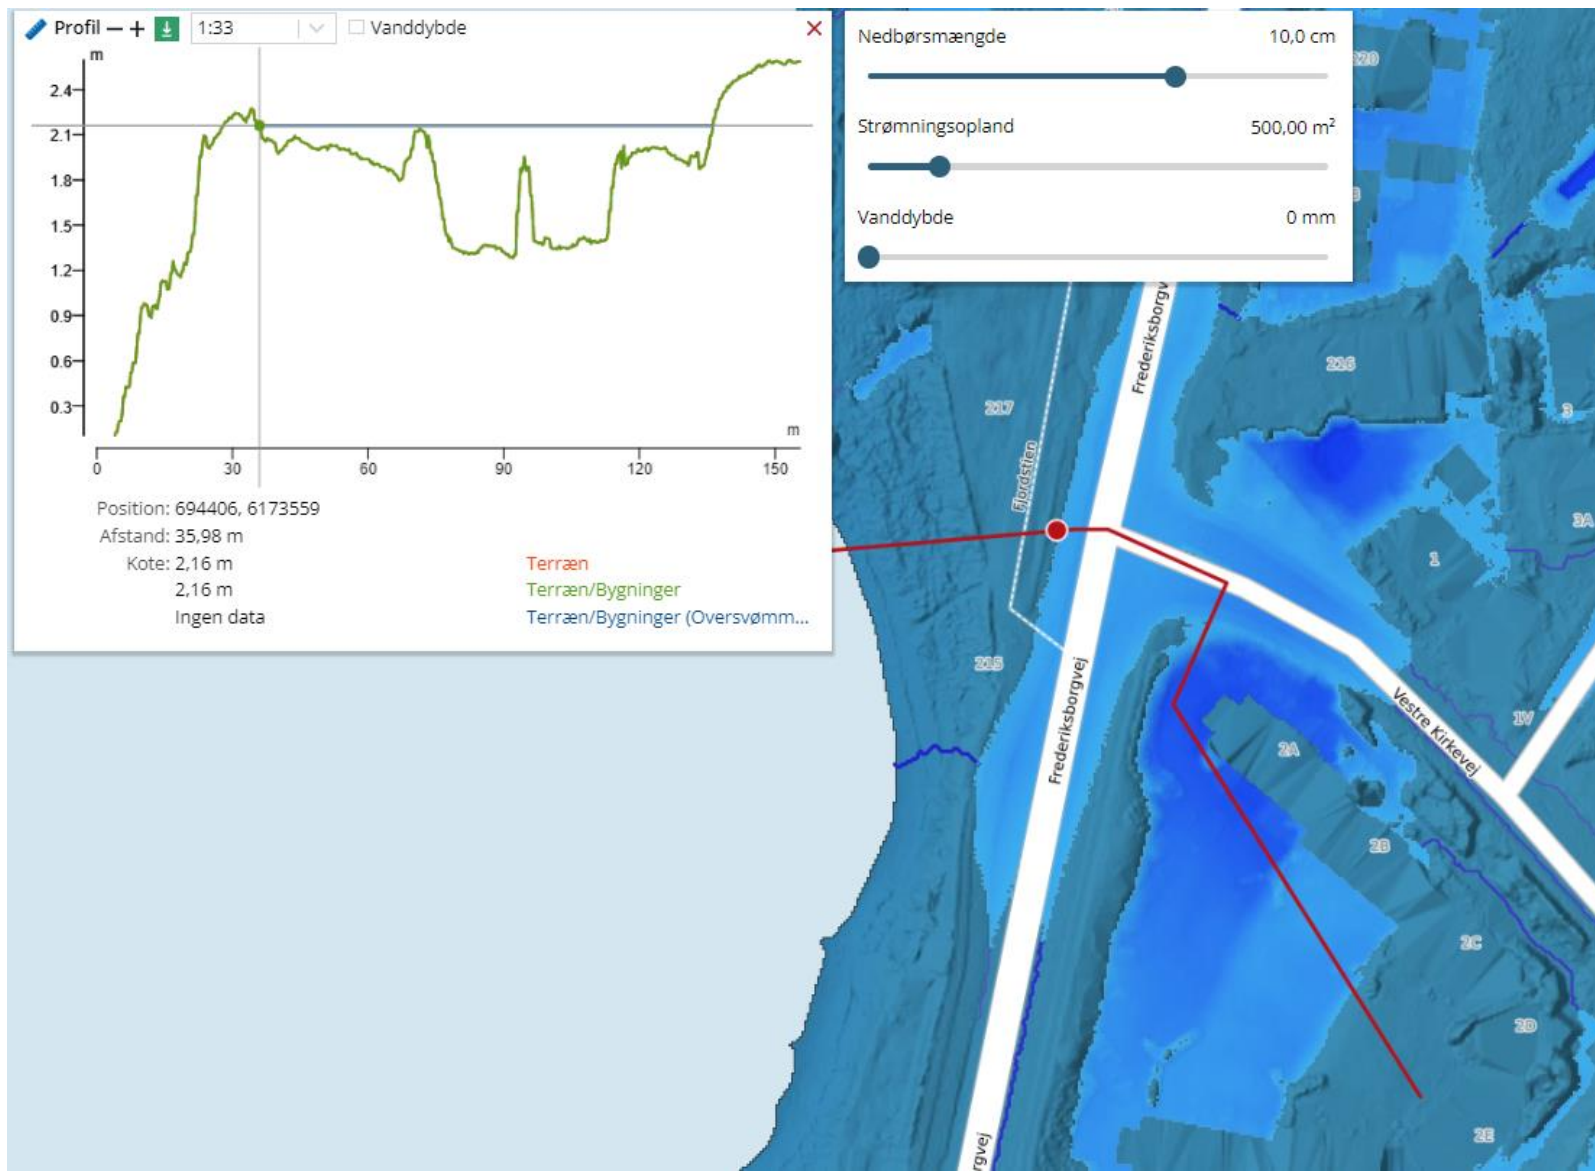 Profil
1:33
Vanddybde
m
2.4
2.1
1.8
1.5
1.2
0.9
0.6
0.3
m
0 30 60 90 120 150
Position: 694406, 6173559
Afstand: 35,98 m
Kote: 2,16 m Terræn
2,16 m Terræn/Bygninger
Ingen data Terræn/Bygninger (Oversvømm...
Nedbørsmængde 10,0 cm
Strømningsopland 500,00 m²
Vanddybde 0 mm
220
Frederiksborgv
216
217
3
Fjordstien
3A
1
215
Frederiksborgvej
Vestre Kirkevej
1V
2A
2B
2C
2D
2E
rgvej